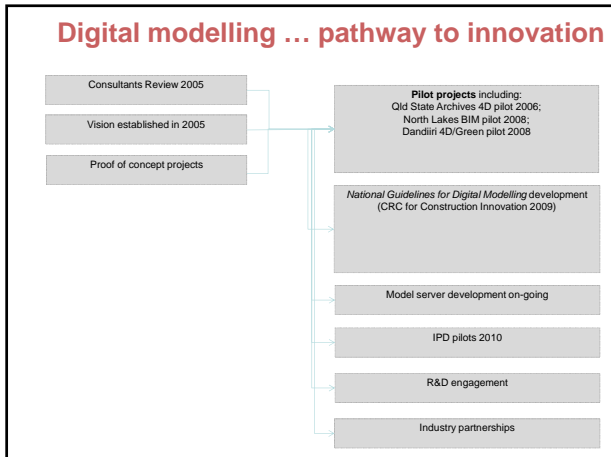 Digital modelling … pathway to innovation
Consultants Review 2005
Vision established in 2005
Proof of concept projects
Pilot projects including:
Qld State Archives 4D pilot 2006;
North Lakes BIM pilot 2008;
Dandiiri 4D/Green pilot 2008
National Guidelines for Digital Modelling development
(CRC for Construction Innovation 2009)
Model server development on-going
IPD pilots 2010
R&D engagement
Industry partnerships